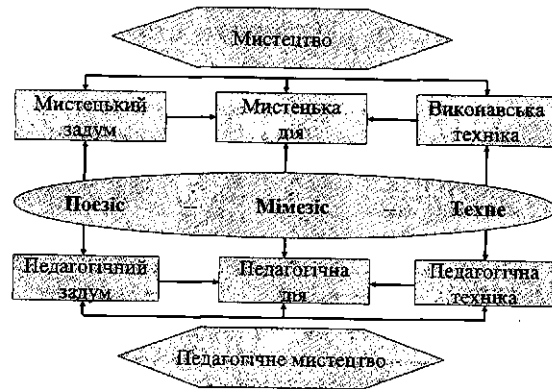 Мистецтво
Мистецький задум
Мистецька дія
Виконавська техніка
Поезіс – Мімезіс – Техне
Педагогічний задум
Педагогічна дія
Педагогічна техніка
Педагогічне мистецтво